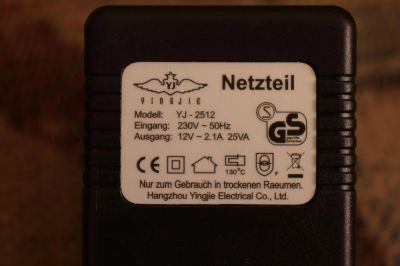 YJ
YINGJIE
Netzteil
Modell: YJ - 2512
Eingang: 230V ~ 50Hz
Ausgang: 12V ~ 2.1A 25VA
S
GS
130°C
F
Nur zum Gebrauch in trockenen Raeumen.
Hangzhou Yingjie Electrical Co., Ltd.